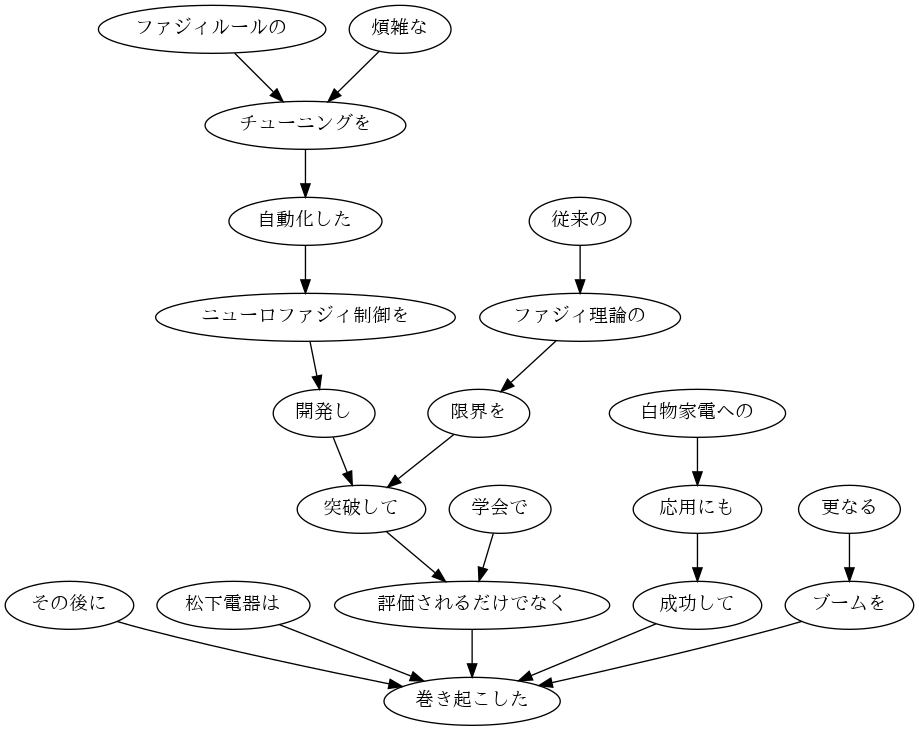 ファジィルールの
煩雑な
チューニングを
自動化した
従来の
ニューロファジィ制御を
ファジィ理論の
開発し
限界を
白物家電への
突破して
学会で
応用にも
更なる
その後に
松下電器は
評価されるだけでなく
成功して
ブームを
巻き起こした